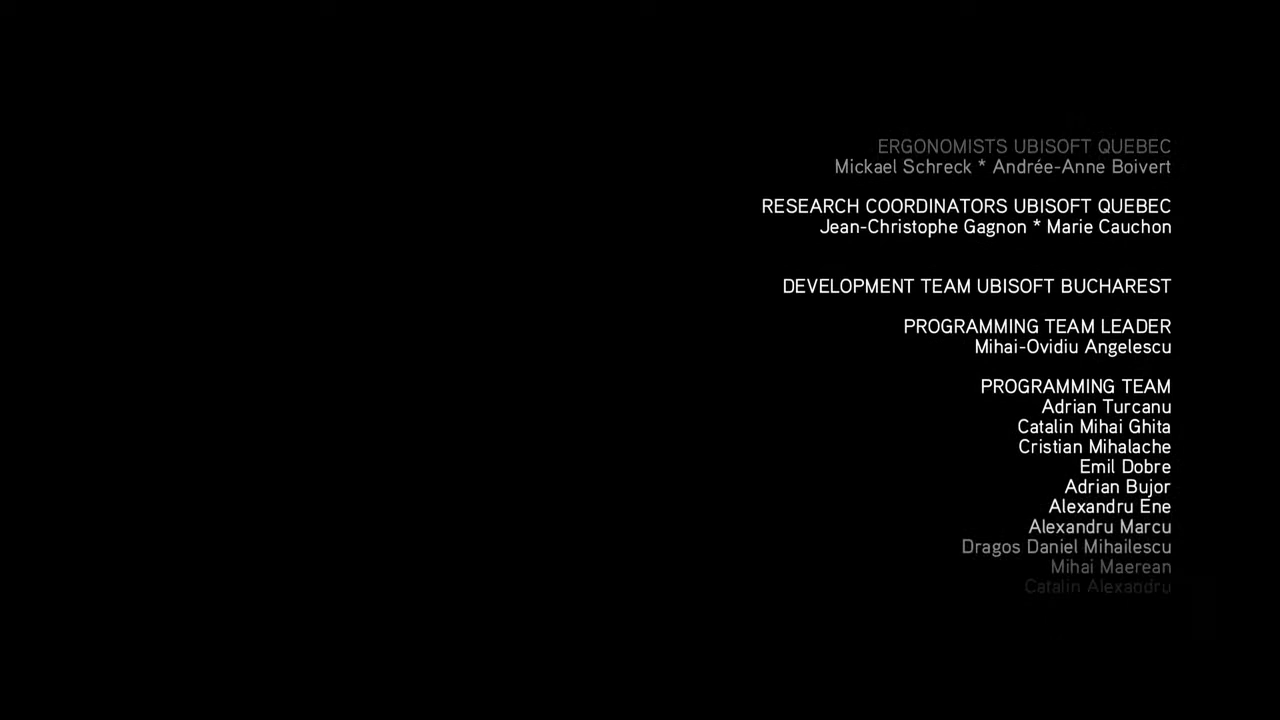 ERGONOMISTS UBISOFT QUEBEC
Mickael Schreck * Andrée-Anne Boivert
RESEARCH COORDINATORS UBISOFT QUEBEC
Jean-Christophe Gagnon * Marie Cauchon
DEVELOPMENT TEAM UBISOFT BUCHAREST
PROGRAMMING TEAM LEADER
Mihai-Ovidiu Angelescu
PROGRAMMING TEAM
Adrian Turcanu
Catalin Mihai Ghita
Cristian Mihalache
Emil Dobre
Adrian Bujor
Alexandru Ene
Alexandru Marcu
Dragos Daniel Mihailescu
Mihai Maerean
Catalin Alexandru